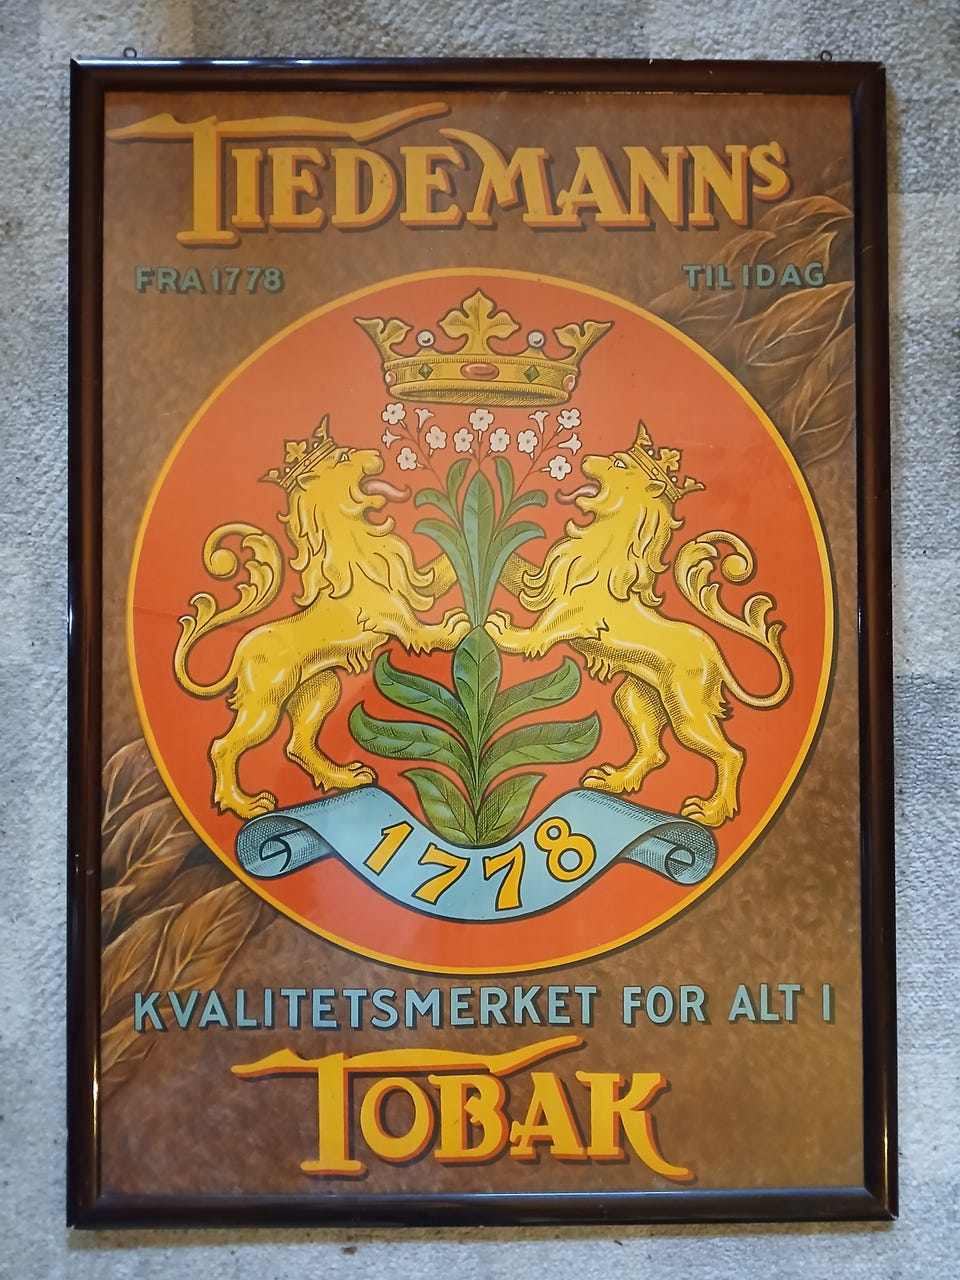 TIEDEMANNS
FRA 1778 TIL IDAG
1778
KVALITETSMERKET FOR ALT I
TOBAK